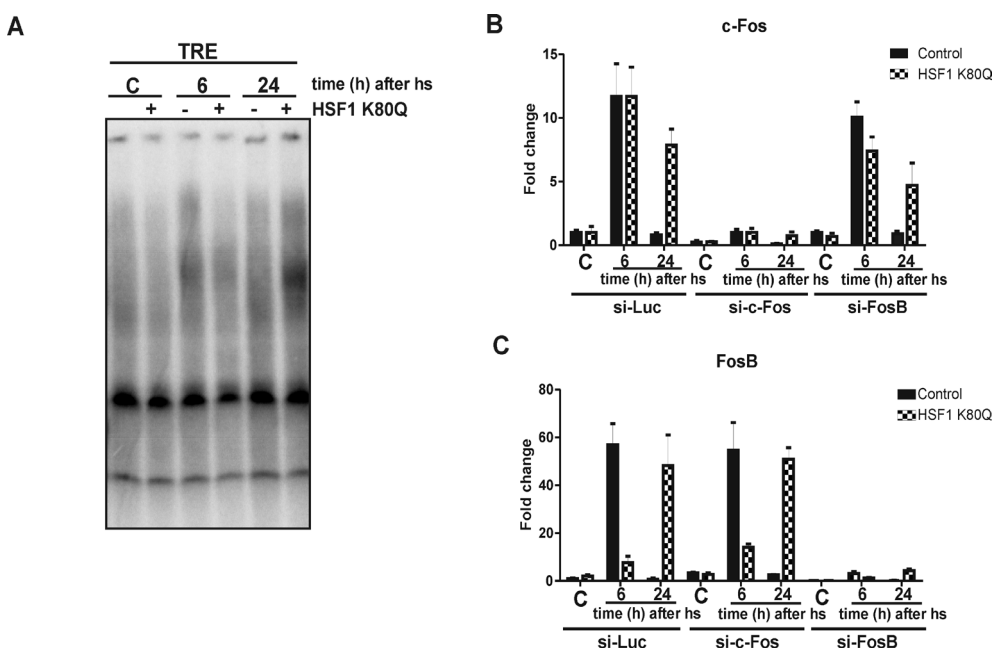 A
TRE
C 6 24 time (h) after hs
+ - + - + HSF1 K80Q
B
c-Fos
Control
HSF1 K80Q
Fold change
15
10
5
0
C 6 24 C 6 24 C 6 24
time (h) after hs time (h) after hs time (h) after hs
si-Luc si-c-Fos si-FosB
C
FosB
Control
HSF1 K80Q
Fold change
80
60
40
20
0
C 6 24 C 6 24 C 6 24
time (h) after hs time (h) after hs time (h) after hs
si-Luc si-c-Fos si-FosB